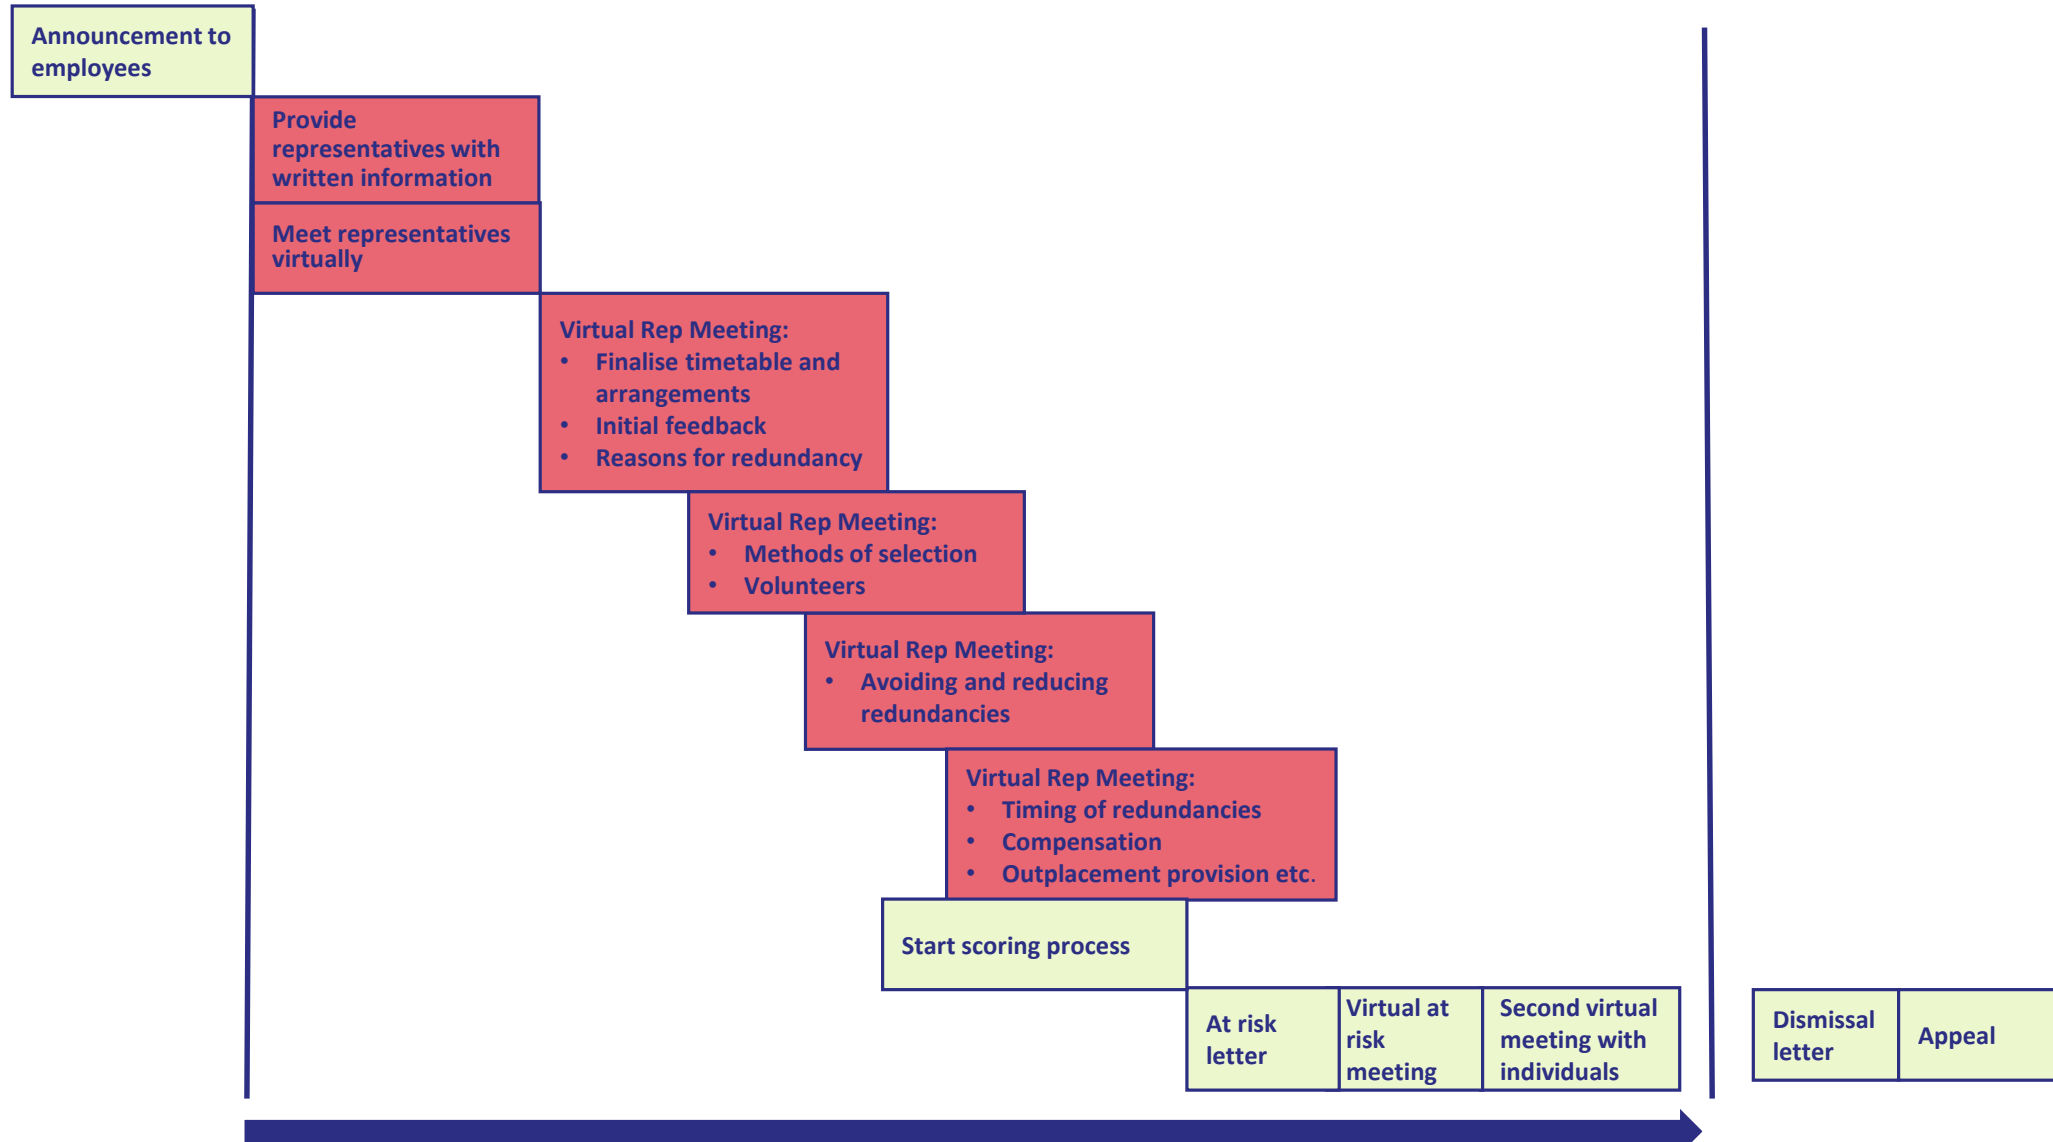 Announcement to
employees
Provide
representatives with
written information
Meet representatives
virtually
Virtual Rep Meeting:
• Finalise timetable and
arrangements
• Initial feedback
• Reasons for redundancy
Virtual Rep Meeting:
• Methods of selection
• Volunteers
Virtual Rep Meeting:
• Avoiding and reducing
redundancies
Virtual Rep Meeting:
• Timing of redundancies
• Compensation
• Outplacement provision etc.
Start scoring process
At risk
letter
Virtual at
risk
meeting
Second virtual
meeting with
individuals
Dismissal
letter
Appeal